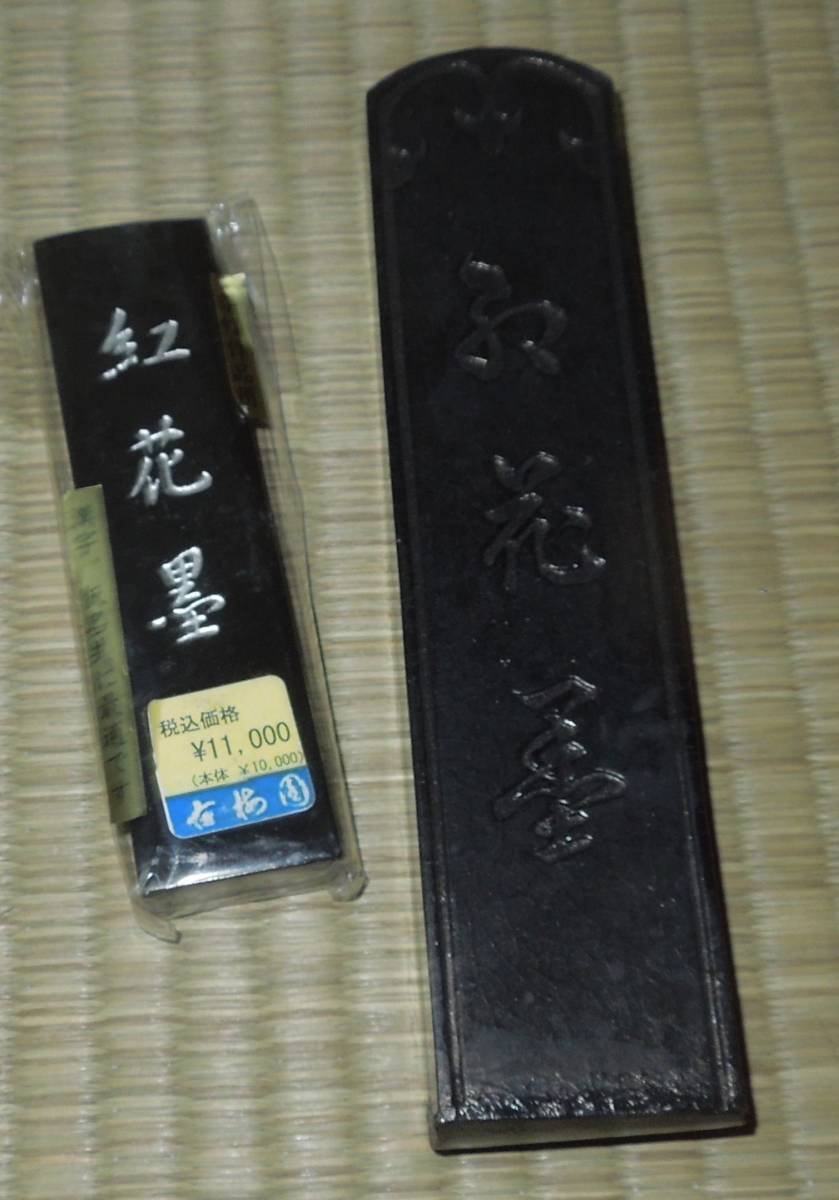 紅花墨
税込価格
¥11,000
(本体 ¥10,000)
古梅園
紅花墨